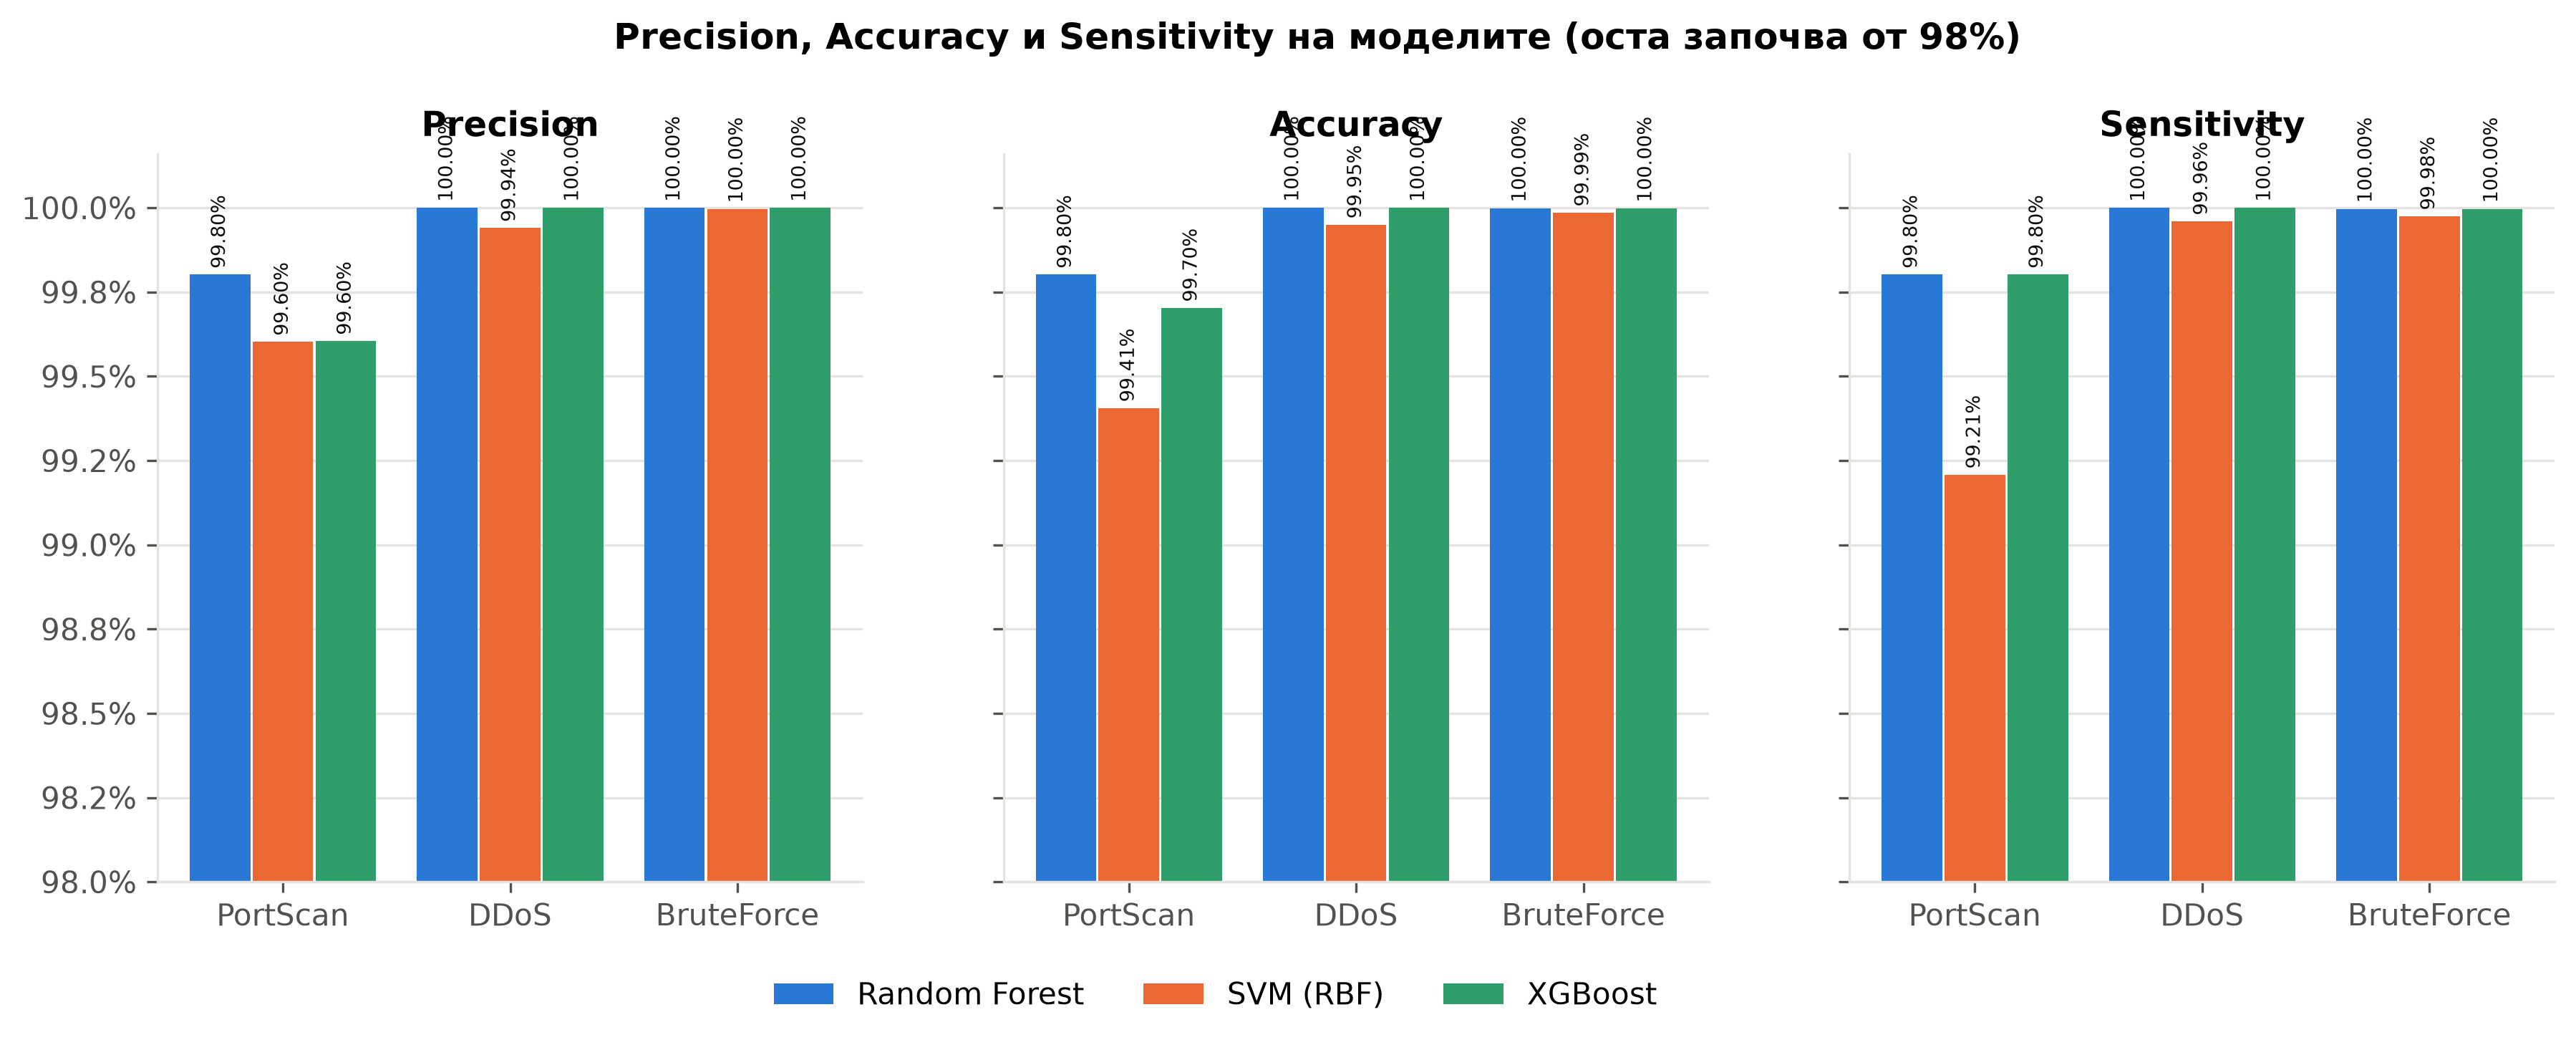 Precision, Accuracy и Sensitivity на моделите (оста започва от 98%)
Precision
Accuracy
Sensitivity
100.0%
99.8%
99.5%
99.2%
99.0%
98.8%
98.5%
98.2%
98.0%
99.80%
99.60%
99.60%
100.00%
99.94%
100.00%
100.00%
100.00%
100.00%
PortScan
DDoS
BruteForce
99.80%
99.41%
99.70%
100.00%
99.95%
100.00%
100.00%
99.99%
100.00%
PortScan
DDoS
BruteForce
99.80%
99.21%
99.80%
100.00%
99.96%
100.00%
100.00%
99.98%
100.00%
PortScan
DDoS
BruteForce
Random Forest
SVM (RBF)
XGBoost